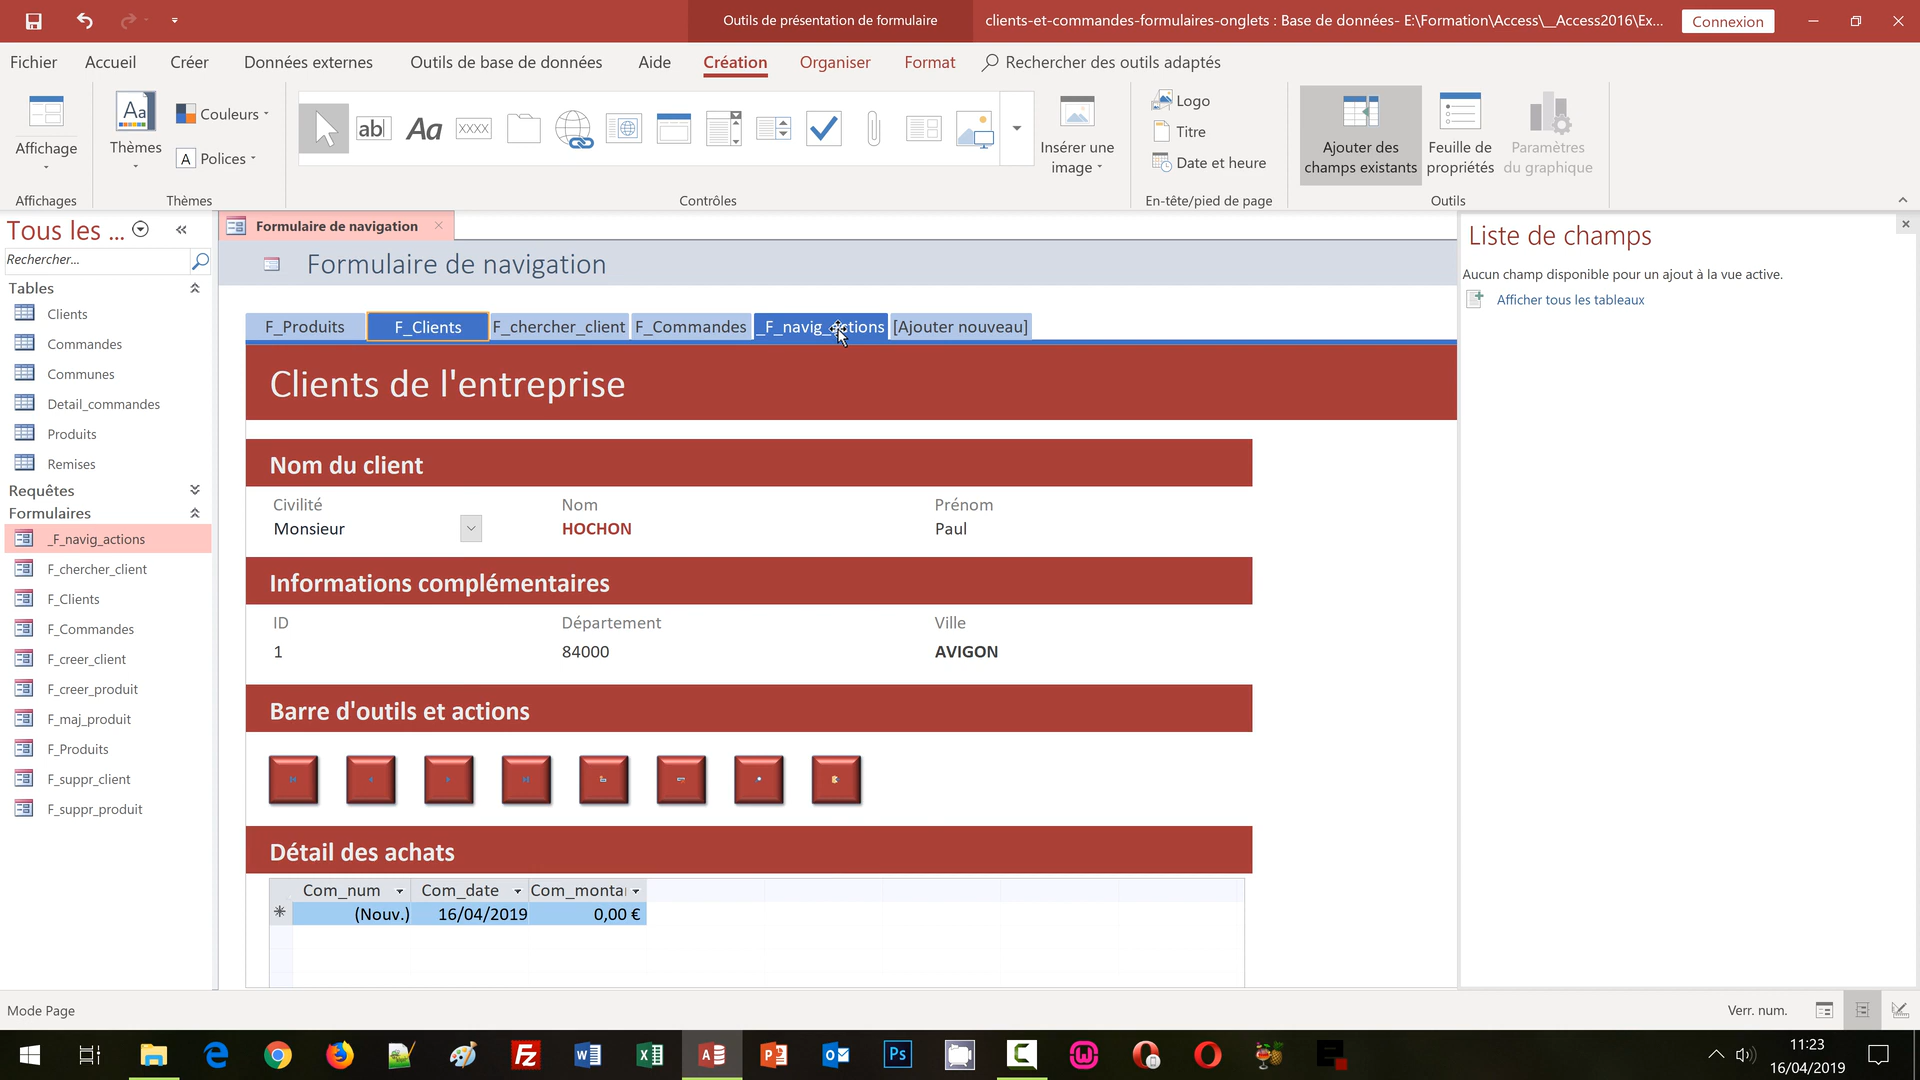 Outils de présentation de formulaire
clients-et-commandes-formulaires-onglets : Base de données- E:\Formation\Access\__Access2016\Ex...
Connexion
Fichier Accueil Créer Données externes Outils de base de données Aide Création Organiser Format Rechercher des outils adaptés
Affichage
Affichages
Aa
Thèmes
Couleurs
A Polices
Thèmes
ab Aa XXXX
Contrôles
Insérer une
image
Logo
Titre
Date et heure
En-tête/pied de page
Ajouter des
champs existants
Feuille de
propriétés
Paramètres
du graphique
Outils
Tous les ...
Rechercher...
Tables
Clients
Commandes
Communes
Detail_commandes
Produits
Remises
Requêtes
Formulaires
_F_navig_actions
F_chercher_client
F_Clients
F_Commandes
F_creer_client
F_creer_produit
F_maj_produit
F_Produits
F_suppr_client
F_suppr_produit
Formulaire de navigation
Formulaire de navigation
F_Produits F_Clients F_chercher_client F_Commandes _F_navig_actions [Ajouter nouveau]
Clients de l'entreprise
Nom du client
Civilité Nom Prénom
Monsieur HOCHON Paul
Informations complémentaires
ID Département Ville
1 84000 AVIGON
Barre d'outils et actions
Détail des achats
Com_num Com_date Com_monta
(Nouv.) 16/04/2019 0,00 €
Liste de champs
Aucun champ disponible pour un ajout à la vue active.
Afficher tous les tableaux
Mode Page
Verr. num.
11:23
16/04/2019